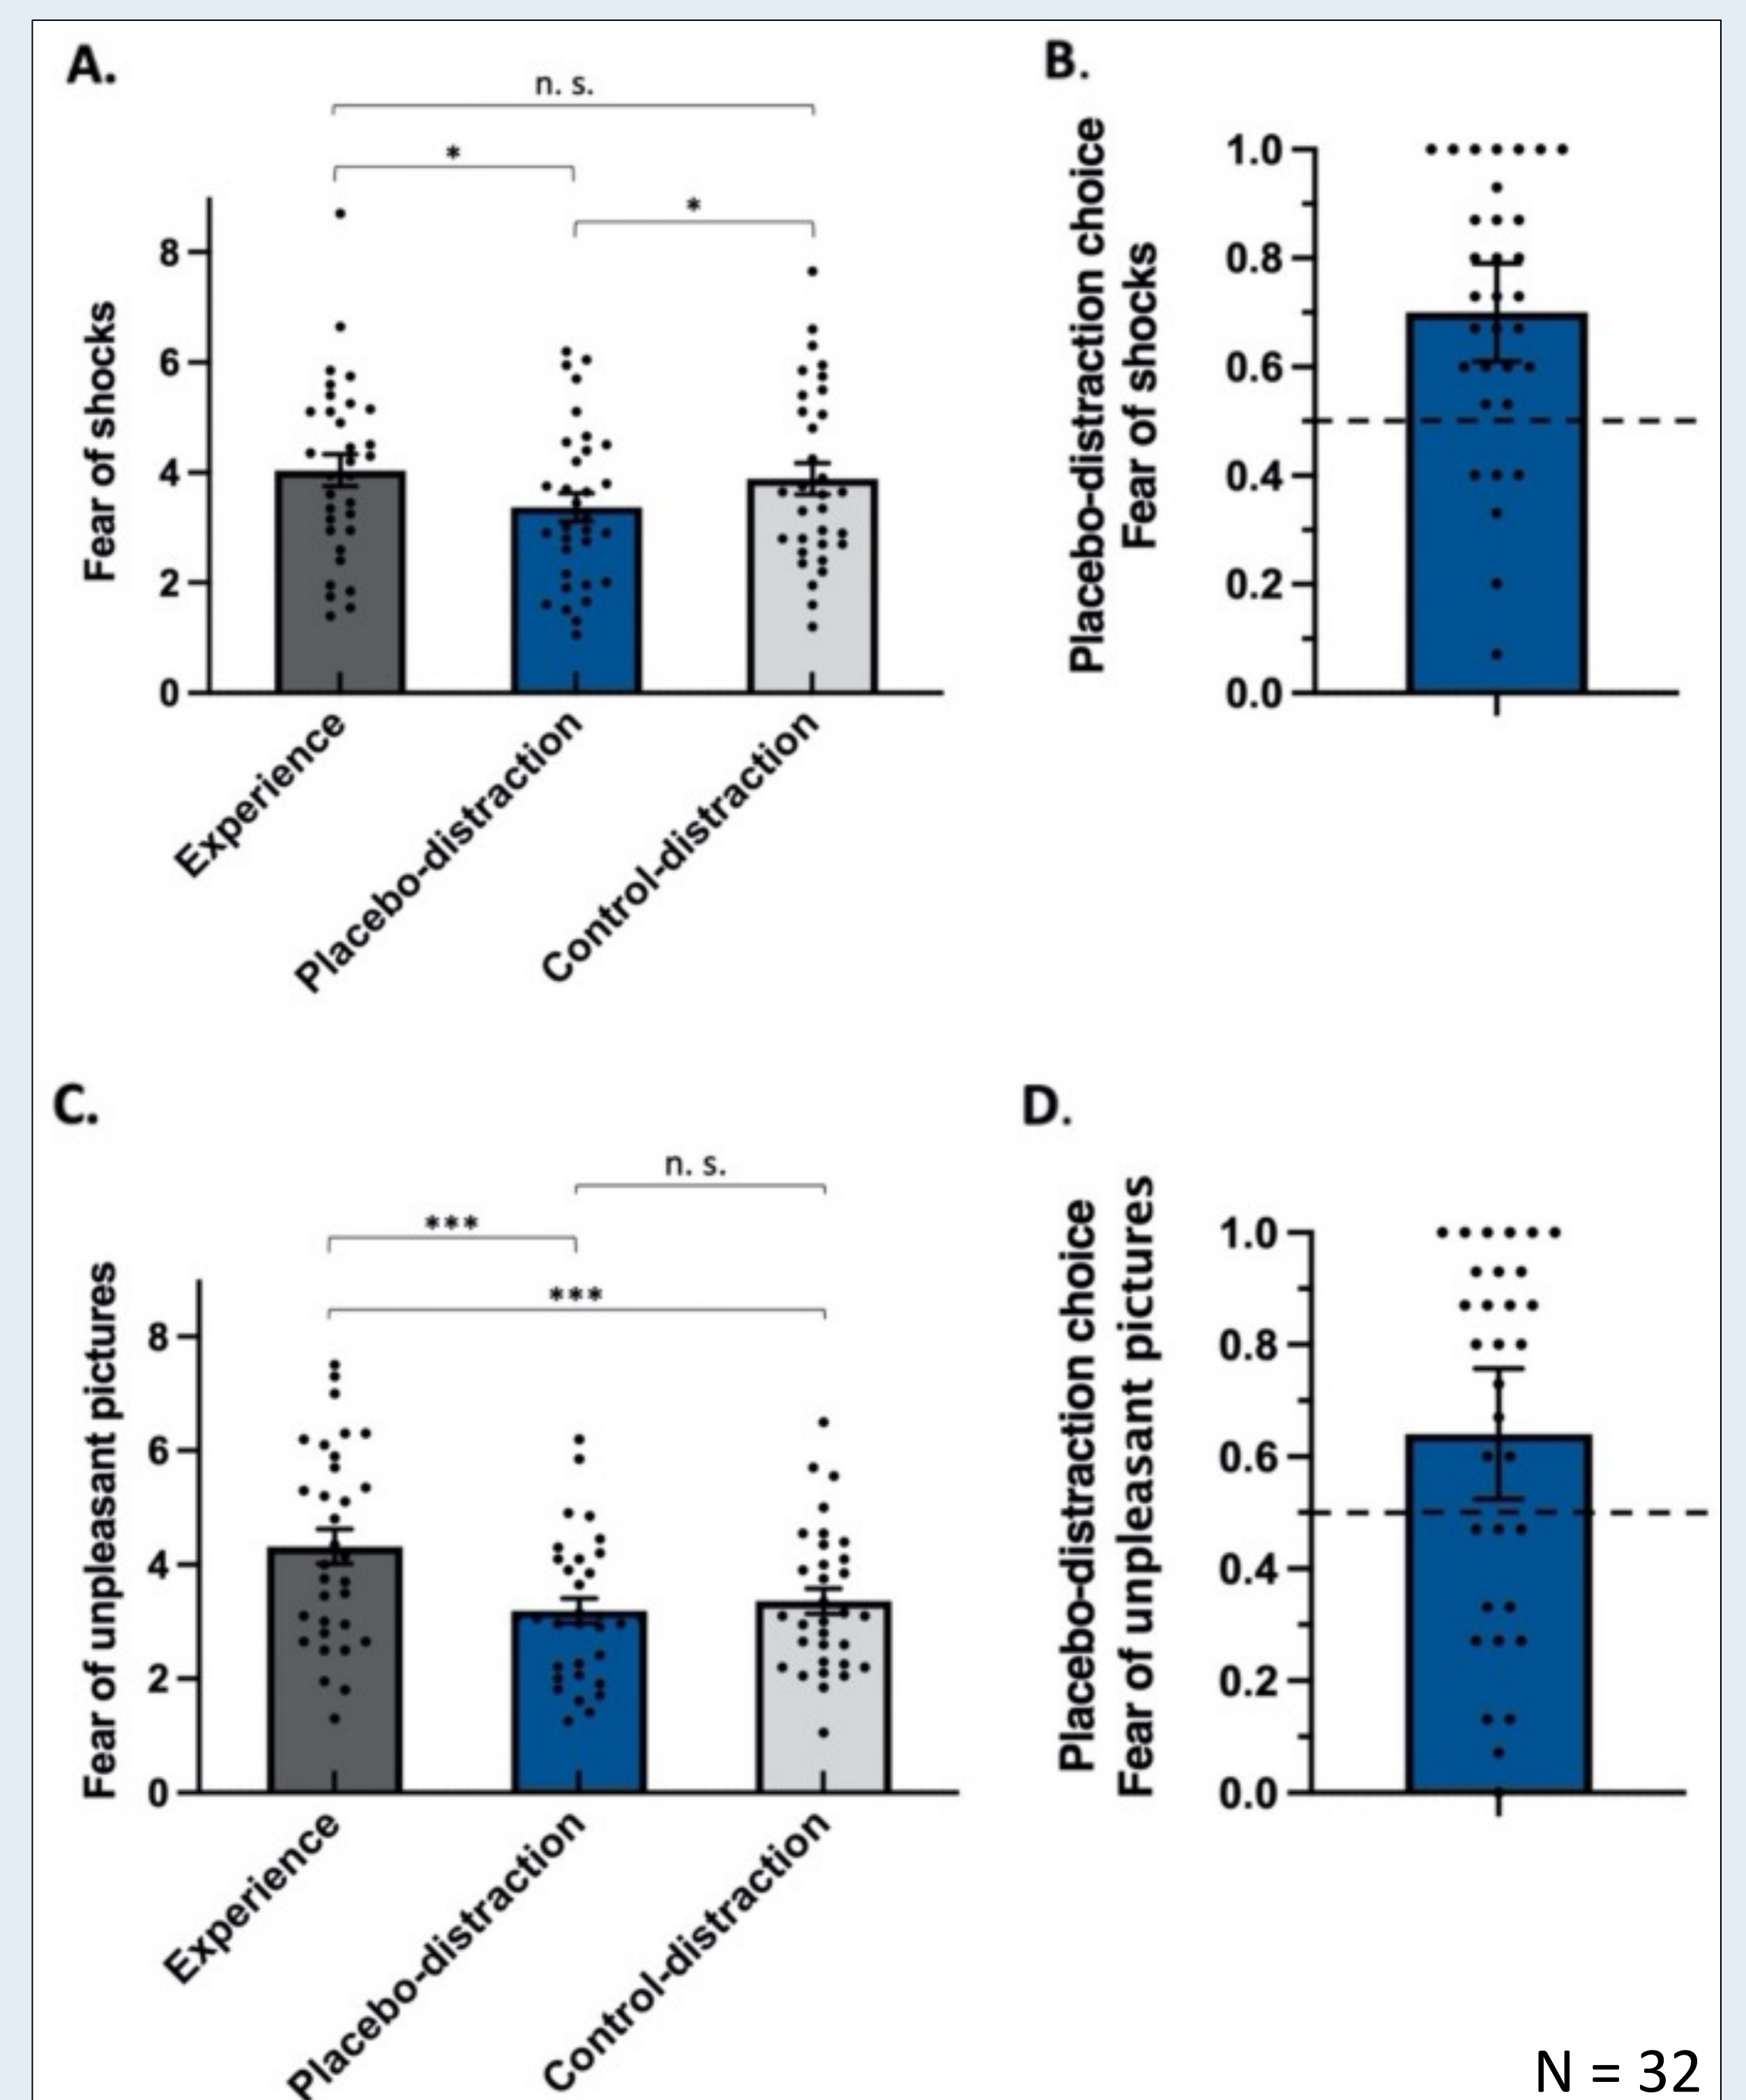 A.
n. s.
*
*
Fear of shocks
8
6
4
2
0
Experience
Placebo-distraction
Control-distraction
B.
Placebo-distraction choice
Fear of shocks
1.0
0.8
0.6
0.4
0.2
0.0
C.
n. s.
***
***
Fear of unpleasant pictures
8
6
4
2
0
Experience
Placebo-distraction
Control-distraction
D.
Placebo-distraction choice
Fear of unpleasant pictures
1.0
0.8
0.6
0.4
0.2
0.0
N = 32